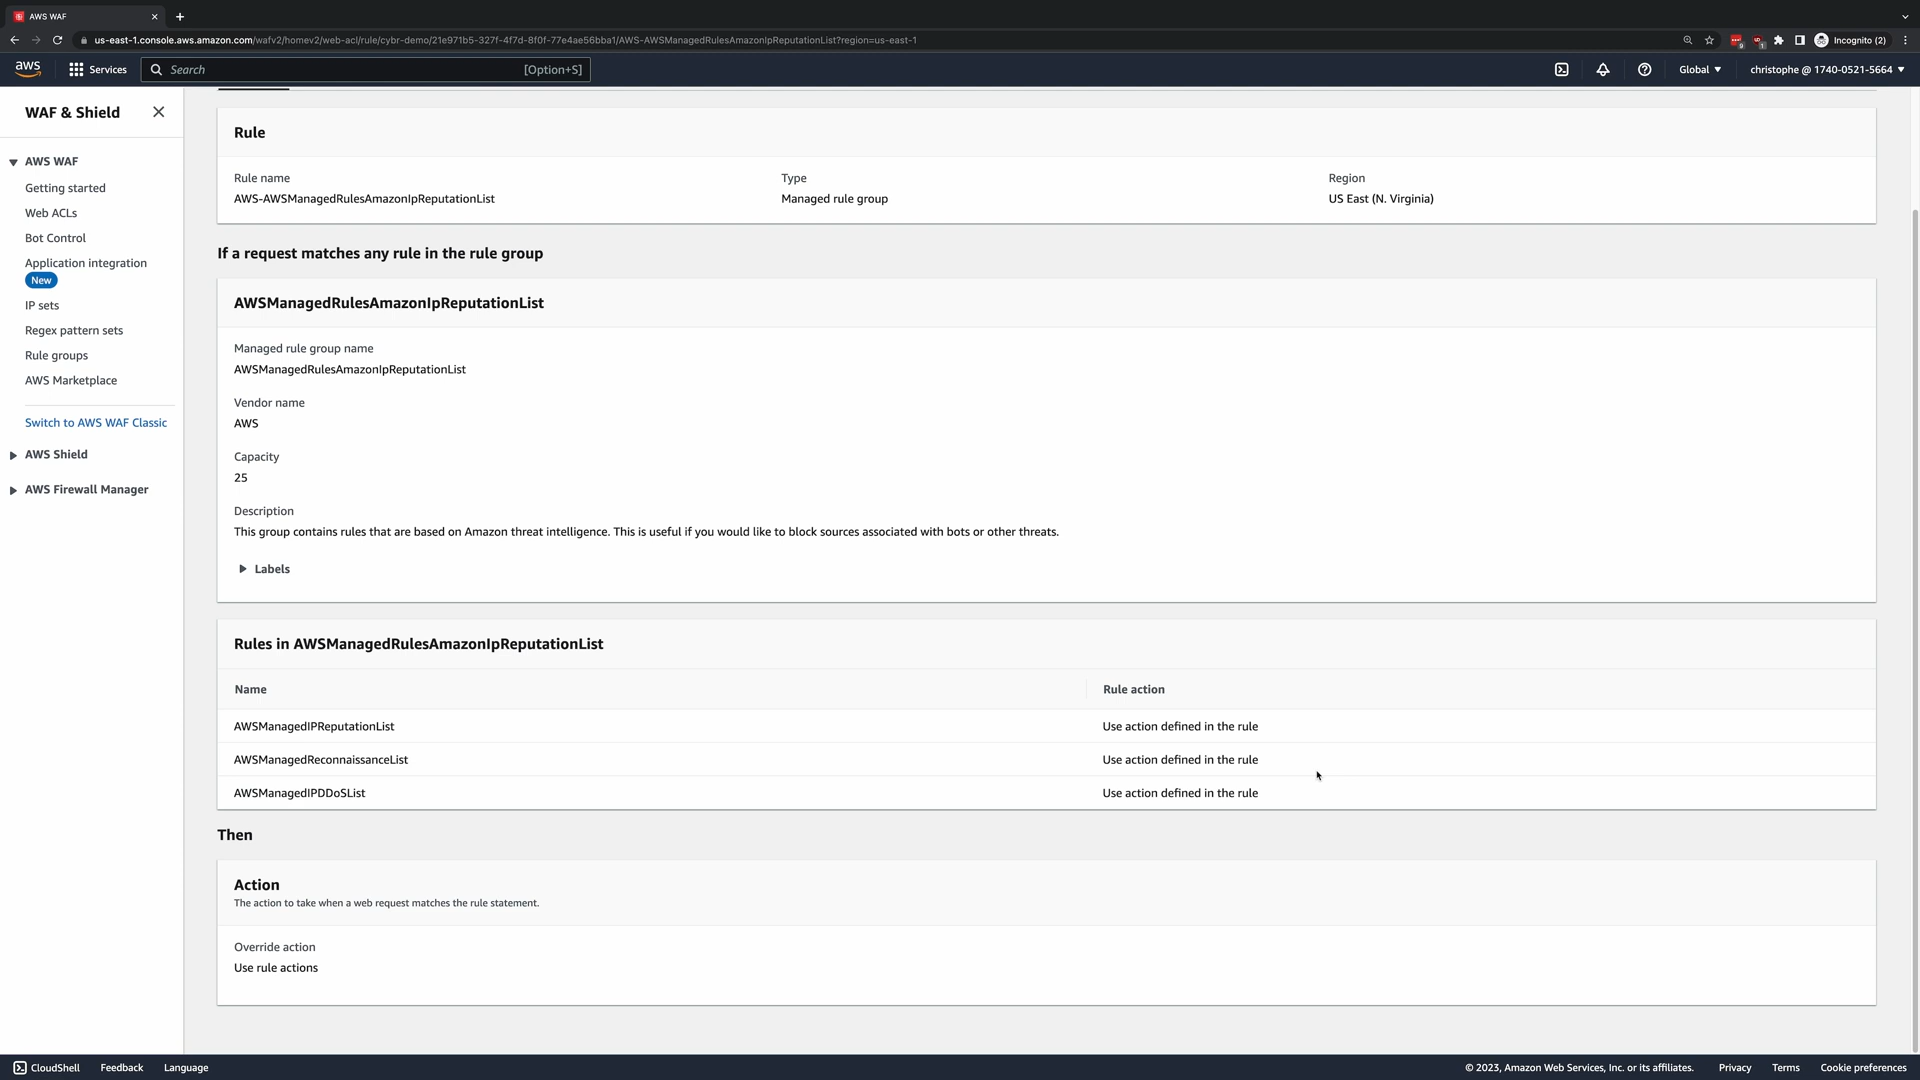 AWS WAF
us-east-1.console.aws.amazon.com/wafv2/homev2/web-acl/rule/cybr-demo/21e971b5-327f-4f7d-8f0f-77e4ae56bba1/AWS-AWSManagedRulesAmazonIpReputationList?region=us-east-1
Incognito (2)
aws
Services
Search
[Option+S]
Global
christophe @ 1740-0521-5664
WAF & Shield
AWS WAF
Getting started
Web ACLs
Bot Control
Application integration
New
IP sets
Regex pattern sets
Rule groups
AWS Marketplace
Switch to AWS WAF Classic
AWS Shield
AWS Firewall Manager
Rule
Rule name
AWS-AWSManagedRulesAmazonIpReputationList
Type
Managed rule group
Region
US East (N. Virginia)
If a request matches any rule in the rule group
AWSManagedRulesAmazonIpReputationList
Managed rule group name
AWSManagedRulesAmazonIpReputationList
Vendor name
AWS
Capacity
25
Description
This group contains rules that are based on Amazon threat intelligence. This is useful if you would like to block sources associated with bots or other threats.
Labels
Rules in AWSManagedRulesAmazonIpReputationList
Name
Rule action
AWSManagedIPReputationList
Use action defined in the rule
AWSManagedReconnaissanceList
Use action defined in the rule
AWSManagedIPDDoSList
Use action defined in the rule
Then
Action
The action to take when a web request matches the rule statement.
Override action
Use rule actions
CloudShell
Feedback
Language
© 2023, Amazon Web Services, Inc. or its affiliates.
Privacy
Terms
Cookie preferences